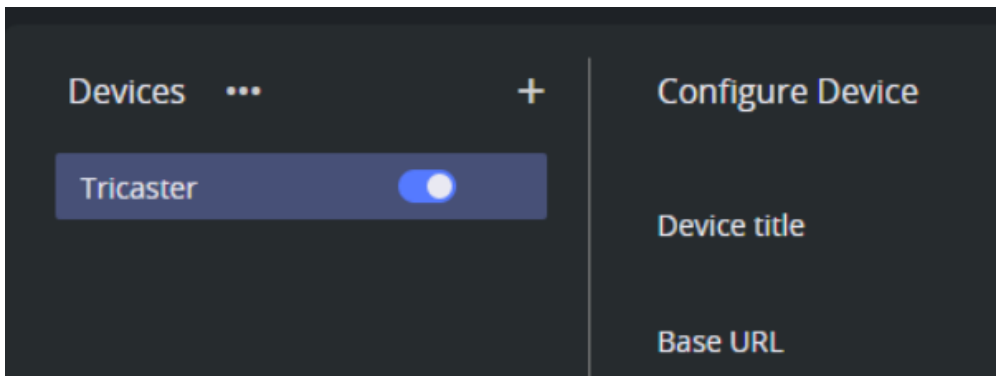 Devices ••• +
Tricaster
Configure Device
Device title
Base URL